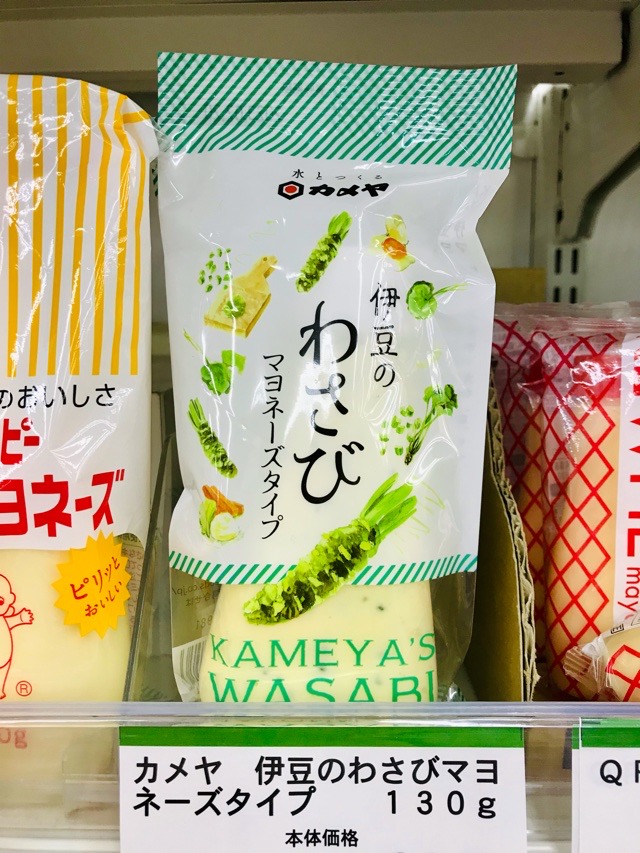 水とつくる
カメヤ
伊豆の
わさび
マヨネーズタイプ
KAMEYA'S
WASABI
のおいしさ
ピー
ヨネーズ
ピリッと
おいしい
®
0g
may
カメヤ 伊豆のわさびマヨ
ネーズタイプ 130g
本体価格
QP